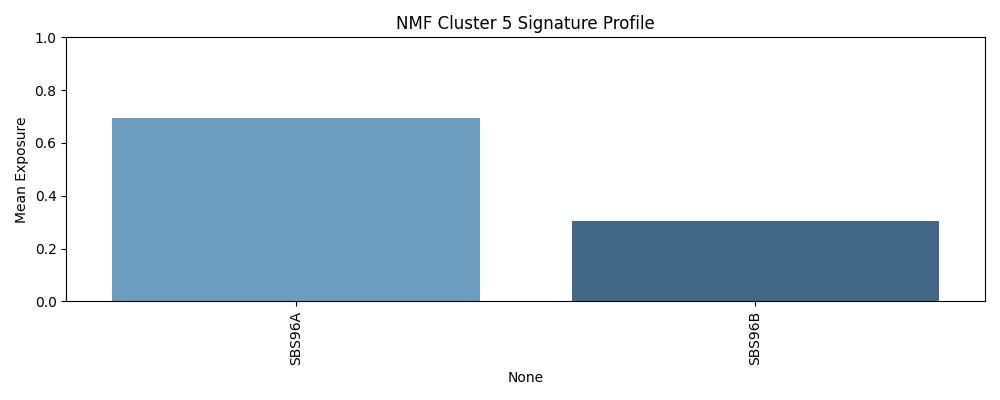 NMF Cluster 5 Signature Profile
Mean Exposure
1.0
0.8
0.6
0.4
0.2
0.0
SBS96A
SBS96B
None